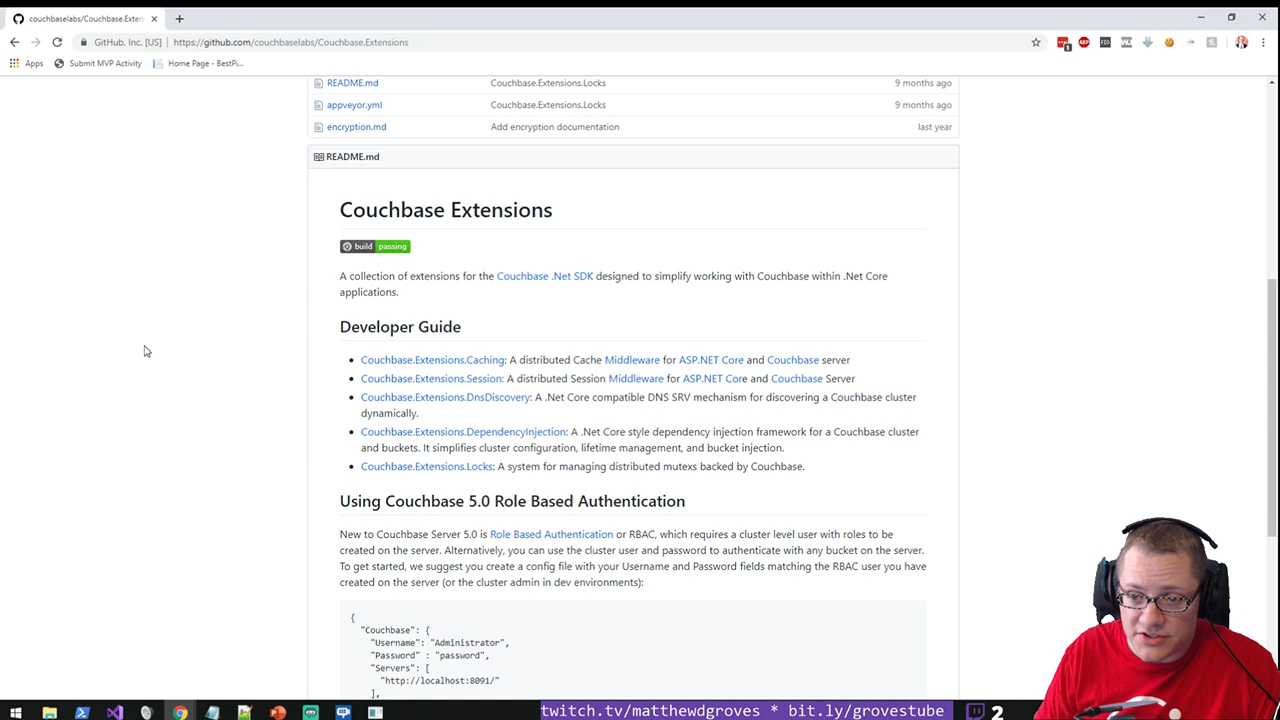 couchbaselabs/Couchbase.Exten
GitHub, Inc. [US]
https://github.com/couchbaselabs/Couchbase.Extensions
Apps
Submit MVP Activity
Home Page - BestPi...
README.md
Couchbase.Extensions.Locks
9 months ago
appveyor.yml
Couchbase.Extensions.Locks
9 months ago
encryption.md
Add encryption documentation
last year
README.md
Couchbase Extensions
build passing
A collection of extensions for the Couchbase .Net SDK designed to simplify working with Couchbase within .Net Core
applications.
Developer Guide
Couchbase.Extensions.Caching: A distributed Cache Middleware for ASP.NET Core and Couchbase server
Couchbase.Extensions.Session: A distributed Session Middleware for ASP.NET Core and Couchbase Server
Couchbase.Extensions.DnsDiscovery: A .Net Core compatible DNS SRV mechanism for discovering a Couchbase cluster
dynamically.
Couchbase.Extensions.DependencyInjection: A .Net Core style dependency injection framework for a Couchbase cluster
and buckets. It simplifies cluster configuration, lifetime management, and bucket injection.
Couchbase.Extensions.Locks: A system for managing distributed mutexs backed by Couchbase.
Using Couchbase 5.0 Role Based Authentication
New to Couchbase Server 5.0 is Role Based Authentication or RBAC, which requires a cluster level user with roles to be
created on the server. Alternatively, you can use the cluster user and password to authenticate with any bucket on the server.
To get started, we suggest you create a config file with your Username and Password fields matching the RBAC user you have
created on the server (or the cluster admin in dev environments):
{
"Couchbase": {
"Username": "Administrator",
"Password" : "password",
"Servers": [
"http://localhost:8091/"
],
twitch.tv/matthewdgroves * bit.ly/grovestube
2